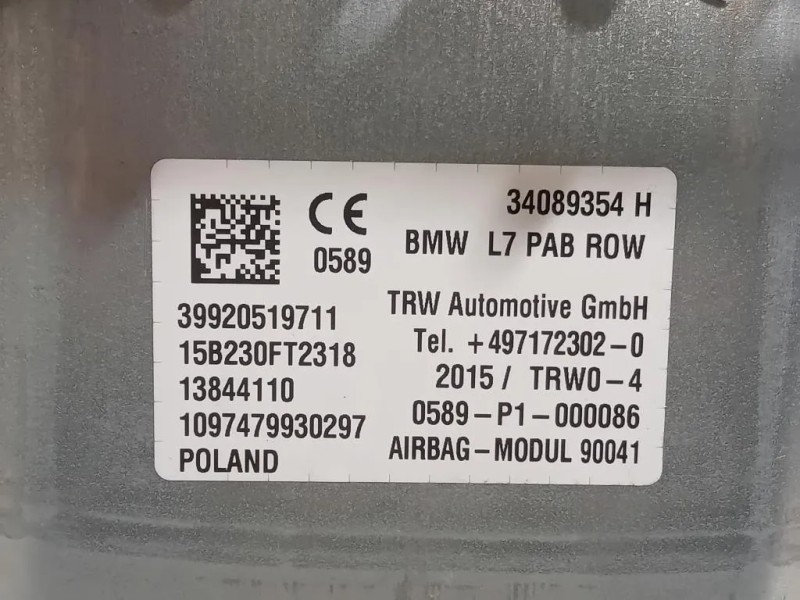 CE
0589
34089354 H
BMW L7 PAB ROW
39920519711
15B230FT2318
13844110
1097479930297
POLAND
TRW Automotive GmbH
Tel. +497172302-0
2015/ TRW0-4
0589-P1-000086
AIRBAG-MODUL 90041